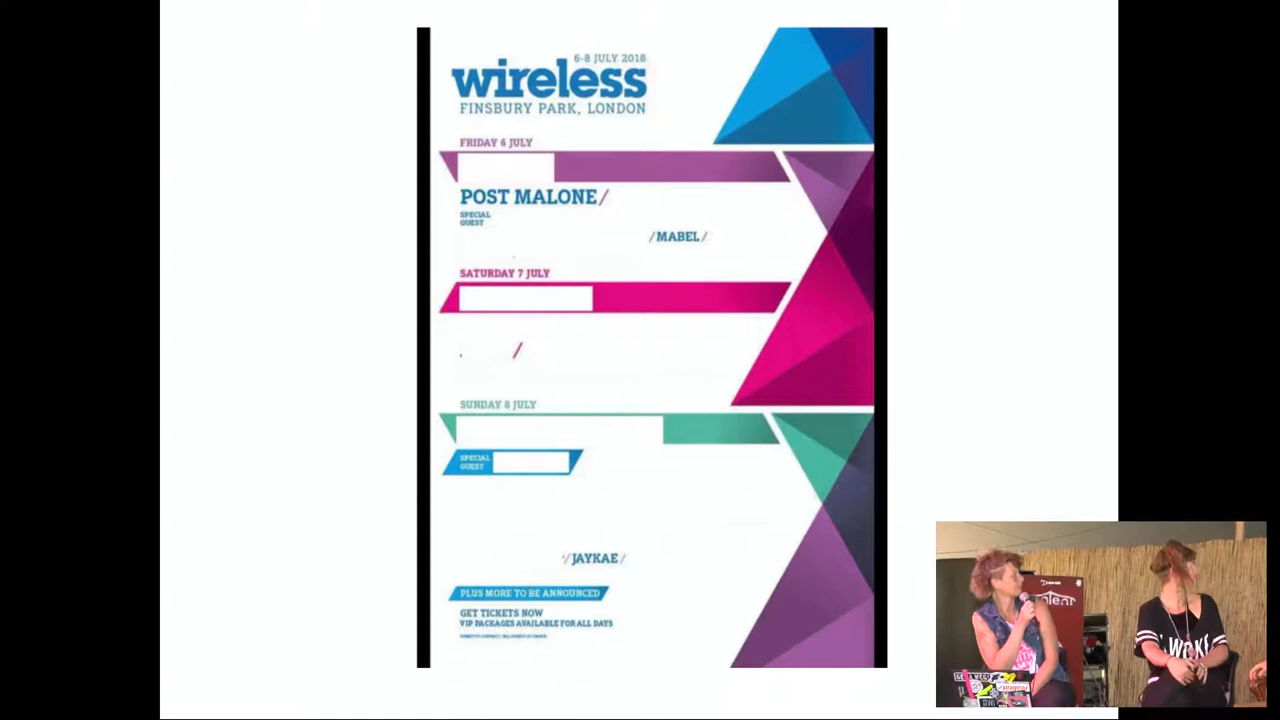 6-8 JULY 2018
wireless
FINSBURY PARK, LONDON
FRIDAY 6 JULY
POST MALONE/
SPECIAL
GUEST
/MABEL/
SATURDAY 7 JULY
/
SUNDAY 8 JULY
SPECIAL
GUEST
/JAYKAE/
PLUS MORE TO BE ANNOUNCED
GET TICKETS NOW
VIP PACKAGES AVAILABLE FOR ALL DAYS